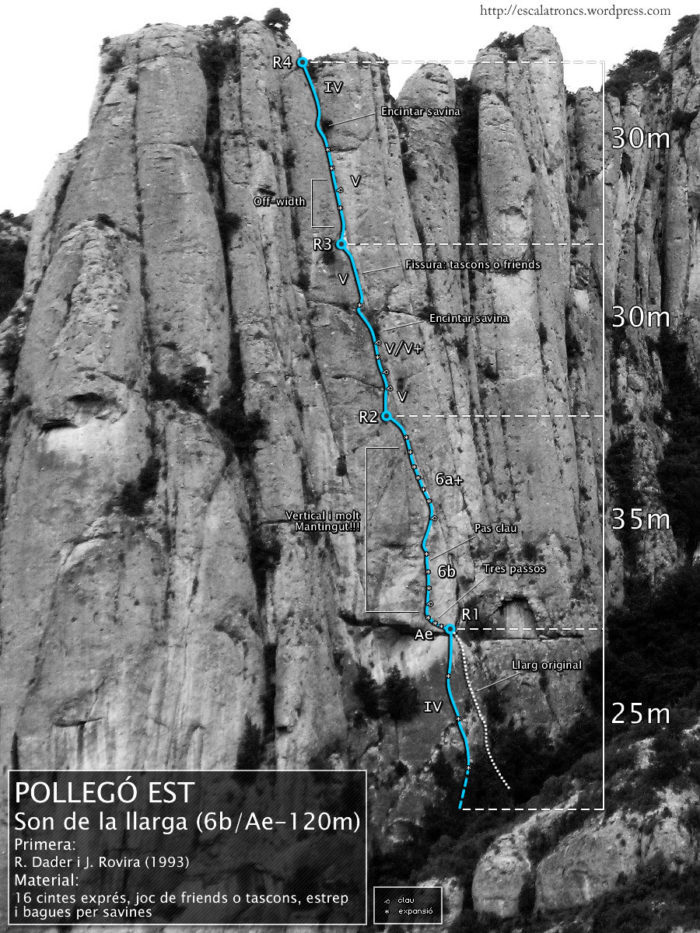 http://escalatroncs.wordpress.com
R4
IV
Encintar savina
30m
V
Off-width
R3
Fissura: tascons o friends
V
Encintar savina
30m
V/V+
V
R2
6a+
Vertical i molt
Mantingut!!!
35m
Pas clau
6b
Tres passos
R1
Ae
Llarg original
IV
25m
POLLEGÓ EST
Son de la llarga (6b/Ae-120m)
Primera:
R. Dader i J. Rovira (1993)
Material:
16 cintes exprés, joc de friends o tascons, estrep
i bagues per savines
clau
expansió